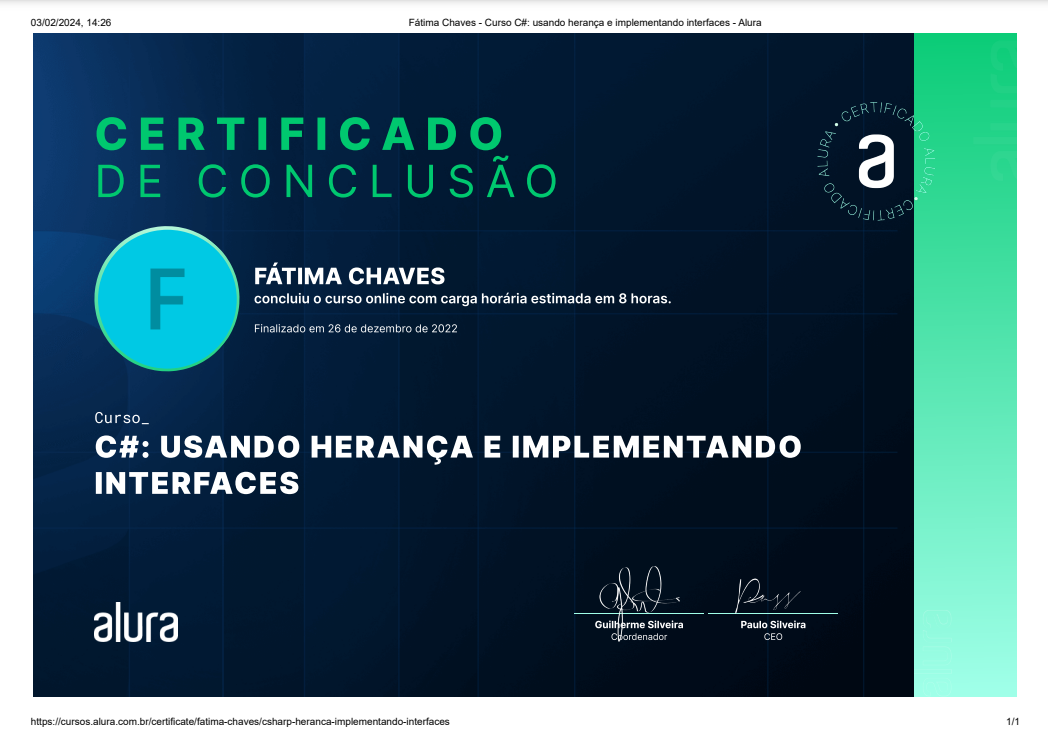 03/02/2024, 14:26
Fátima Chaves - Curso C#: usando herança e implementando interfaces - Alura
CERTIFICADO
DE CONCLUSÃO
CERTIFICADO ALURA • CERTIFICADO ALURA •
a
alura
F
FÁTIMA CHAVES
concluiu o curso online com carga horária estimada em 8 horas.
Finalizado em 26 de dezembro de 2022
Curso_
C#: USANDO HERANÇA E IMPLEMENTANDO
INTERFACES
alura
Guilherme Silveira
Coordenador
Paulo Silveira
CEO
https://cursos.alura.com.br/certificate/fatima-chaves/csharp-heranca-implementando-interfaces
1/1